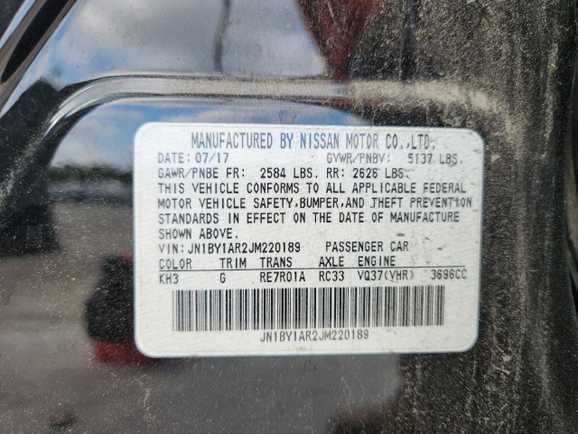 MANUFACTURED BY NISSAN MOTOR CO.,LTD.
DATE: 07/17 GVWR/PNBV: 5137 LBS.
GAWR/PNBE FR: 2584 LBS. RR: 2626 LBS.
THIS VEHICLE CONFORMS TO ALL APPLICABLE FEDERAL
MOTOR VEHICLE SAFETY,BUMPER,AND THEFT PREVENTION
STANDARDS IN EFFECT ON THE DATE OF MANUFACTURE
SHOWN ABOVE.
VIN: JN1BY1AR2JM220189 PASSENGER CAR
COLOR TRIM TRANS AXLE ENGINE
KH3 G RE7R01A RC33 VQ37(VHR) 3696CC
JN1BY1AR2JM220189